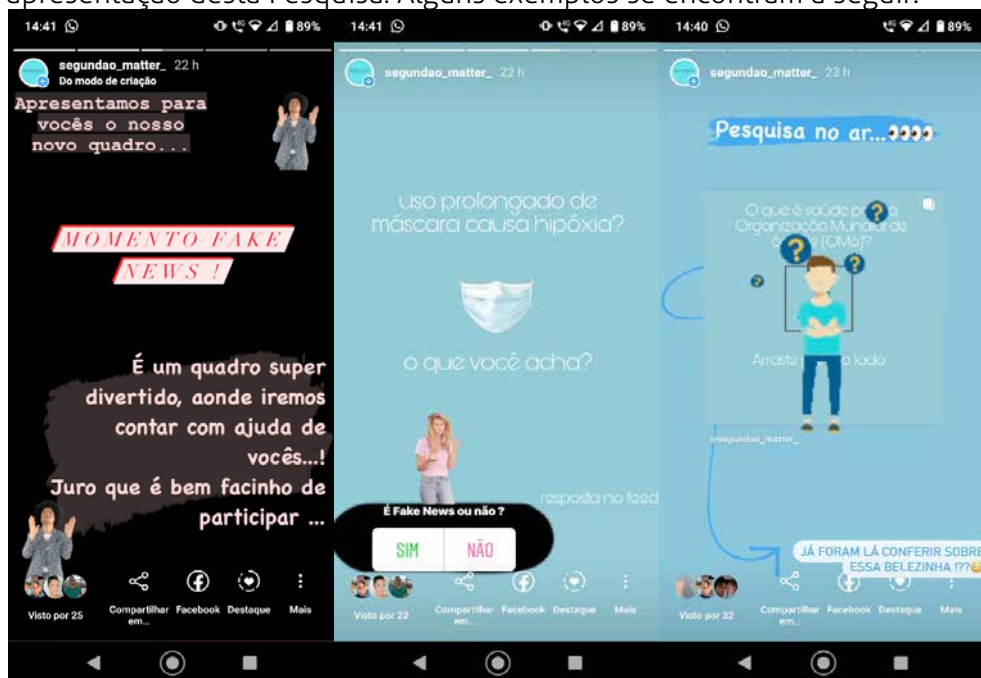 apresentação desta Pesquisa. Alguns exemplos se encontram a seguir:
14:41
89%
segundao_matter_ 22 h
Do modo de criação
Apresentamos para
vocês o nosso
novo quadro...
MOMENTO FAKE
NEWS !
É um quadro super
divertido, aonde iremos
contar com ajuda de
vocês...!
Juro que é bem facinho de
participar ...
Visto por 25
Compartilhar
em...
Facebook
Destaque
Mais
14:41
89%
segundao_matter_ 22 h
uso prolongado de
máscara causa hipóxia?
o que você acha?
resposta no feed
É Fake News ou não ?
SIM
NÃO
Visto por 23
Compartilhar
em...
Facebook
Destaque
Mais
14:40
89%
segundao_matter_ 23 h
Pesquisa no ar...
O que é saúde
Organização Mundial de
(OMS)?
Arraste lado
segundao_matter_
JÁ FORAM LÁ CONFERIR SOBRE
ESSA BELEZINHA !??
Visto por 32
Compartilhar
em...
Facebook
Destaque
Mais